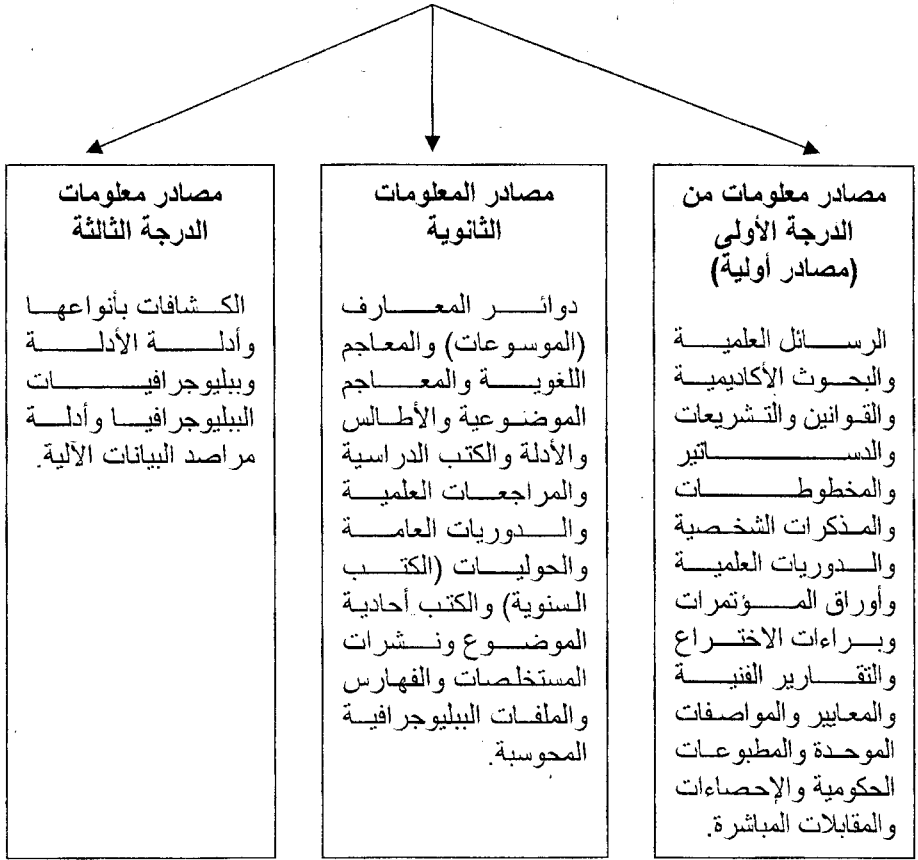 مصادر معلومات من
الدرجة الأولى
(مصادر أولية)
الرسائل العلمية
والبحوث الأكاديمية
والقوانين والتشريعات
والدساتير
والمخطوطات
والمذكرات الشخصية
والدوريات العلمية
وأوراق المؤتمرات
وبراءات الاختراع
والتقارير الفنية
والمعايير والمواصفات
الموحدة والمطبوعات
الحكومية والإحصاءات
والمقابلات المباشرة.
مصادر المعلومات
الثانوية
دوائر المعارف
(الموسوعات) والمعاجم
اللغوية والمعاجم
الموضوعية والأطالس
والأدلة والكتب الدراسية
والمراجعات العلمية
والدوريات العامة
والحوليات (الكتب
السنوية) والكتب أحادية
الموضوع ونشرات
المستخلصات والفهارس
والملفات الببليوجرافية
المحوسبة.
مصادر معلومات
الدرجة الثالثة
الكشافات بأنواعها
وأدلة الأدلة
وببليوجرافيات
الببليوجرافيا وأدلة
مراصد البيانات الآلية.